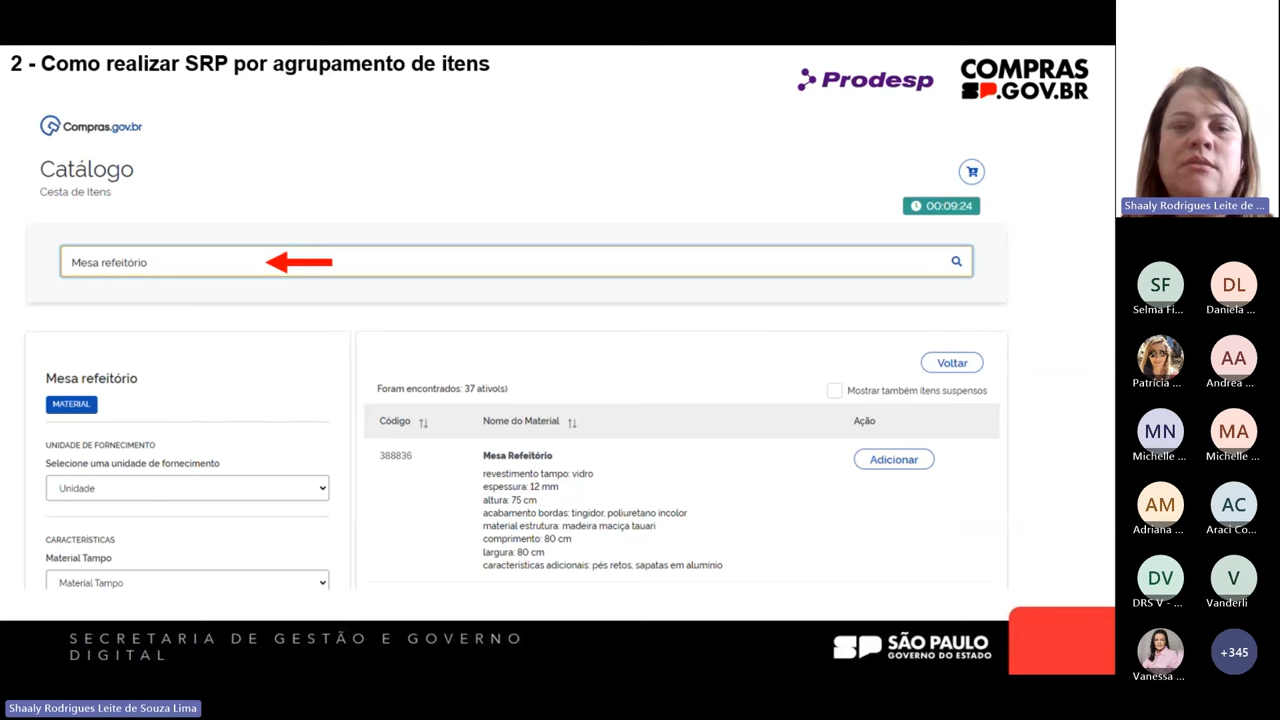 2 - Como realizar SRP por agrupamento de itens
Prodesp
COMPRAS
SP.GOV.BR
Compras.gov.br
Catálogo
Cesta de Itens
00:09:24
Mesa refeitório
Mesa refeitório
MATERIAL
UNIDADE DE FORNECIMENTO
Selecione uma unidade de fornecimento
Unidade
CARACTERÍSTICAS
Material Tampo
Material Tampo
Voltar
Foram encontrados: 37 ativo(s)
Mostrar também itens suspensos
Código
Nome do Material
Ação
388836
Mesa Refeitório
Adicionar
revestimento tampo: vidro
espessura: 12 mm
altura: 75 cm
acabamento bordas: tingidor, poliuretano incolor
material estrutura: madeira maciça tauari
comprimento: 80 cm
largura: 80 cm
características adicionais: pés retos, sapatas em aluminio
SECRETARIA DE GESTÃO E GOVERNO
DIGITAL
SP SÃO PAULO
GOVERNO DO ESTADO
Shaaly Rodrigues Leite de Souza Lima
Shaaly Rodrigues Leite de ...
SF
Selma Fi...
DL
Daniela ...
Patrícia ...
AA
Andrea ...
MN
Michelle ...
MA
Michelle ...
AM
Adriana ...
AC
Araci Co...
DV
DRS V - ...
V
Vanderli
Vanessa ...
+345